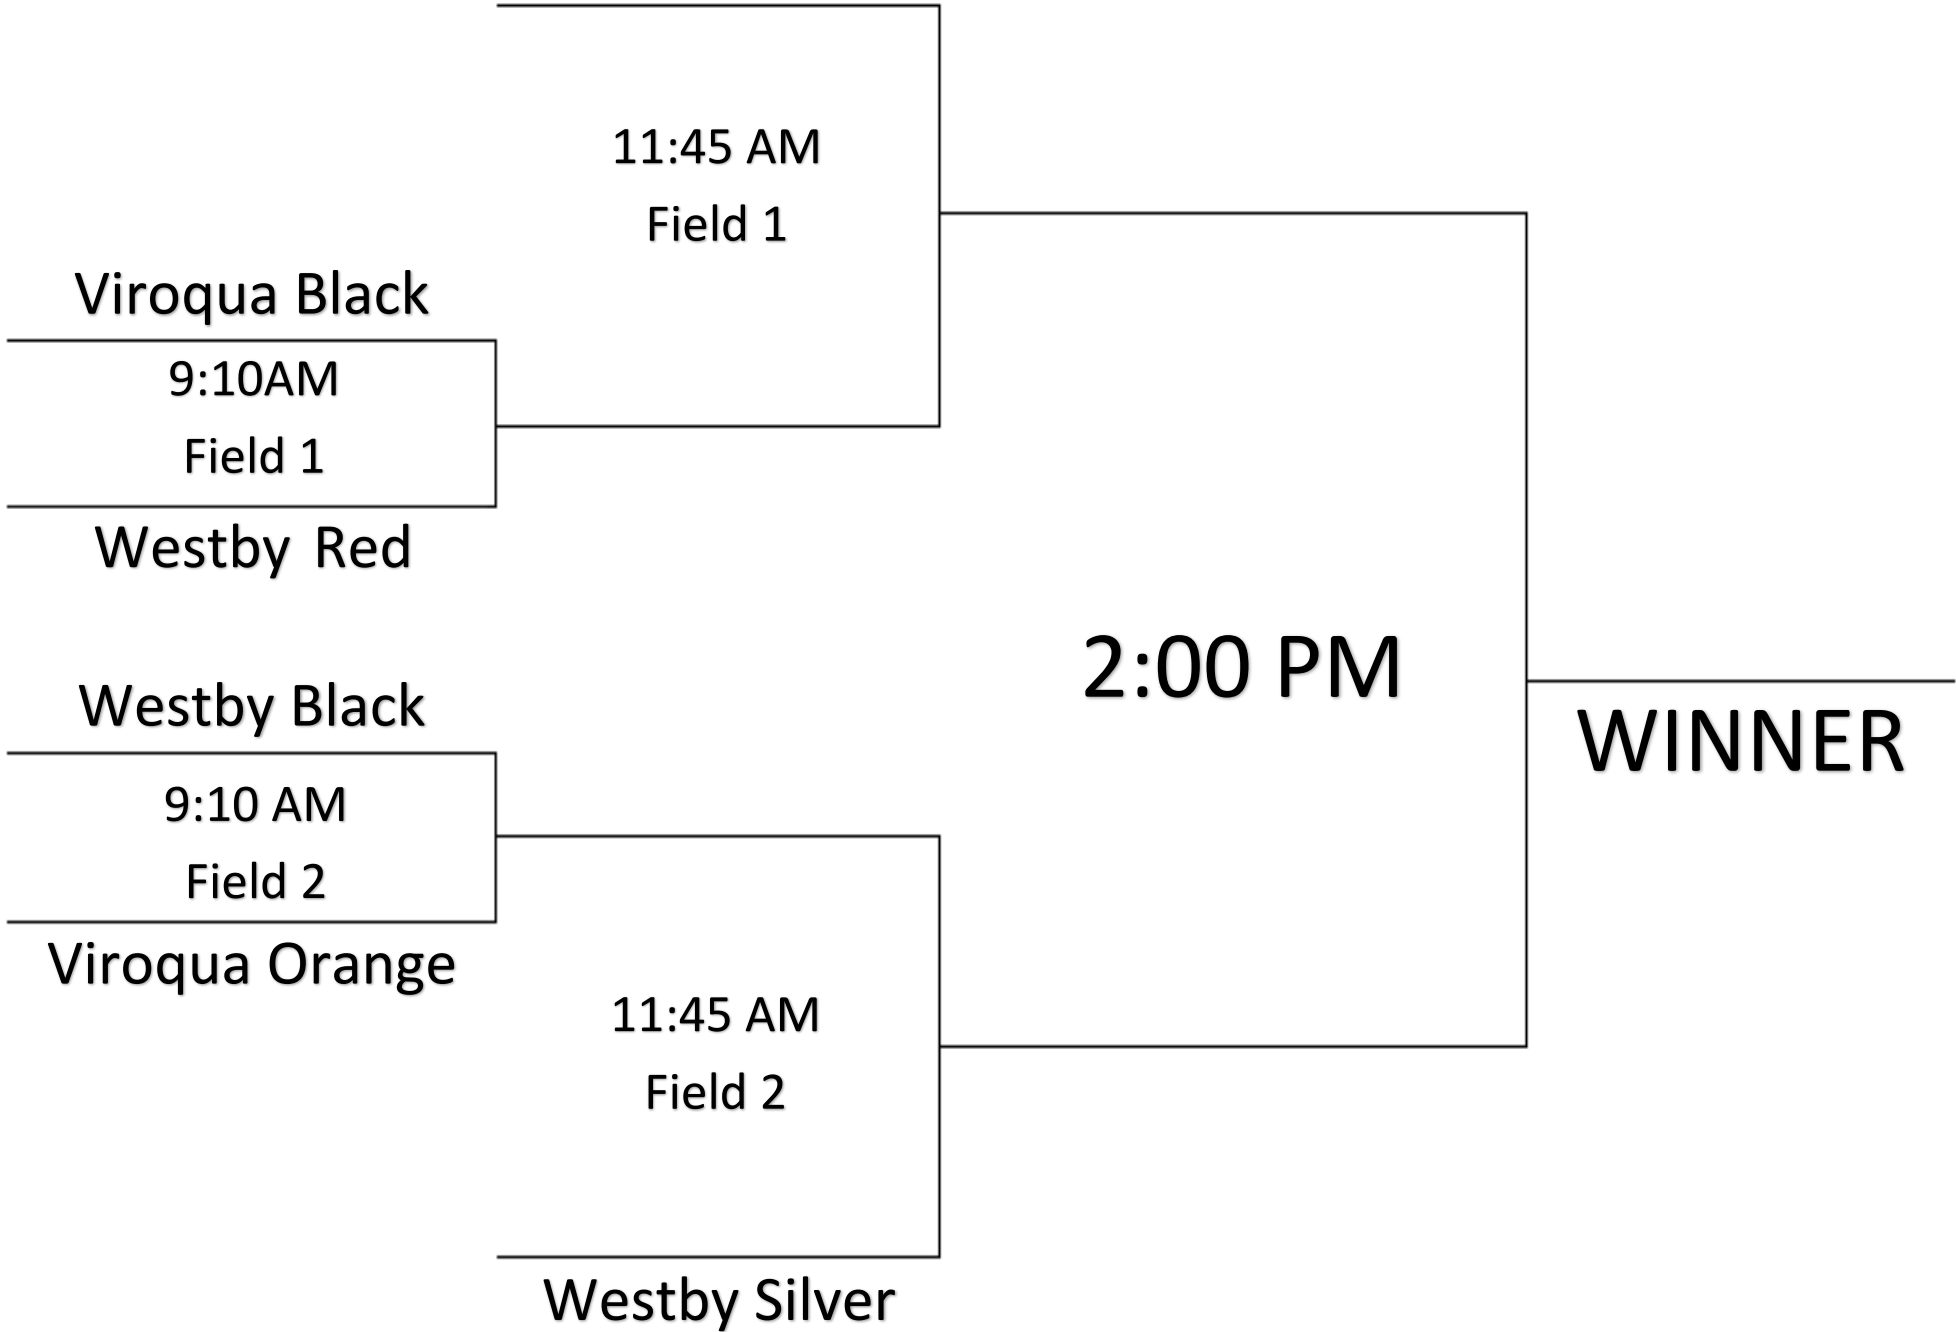 11:45 AM
Field 1
Viroqua Black
9:10AM
Field 1
Westby Red
2:00 PM
WINNER
Westby Black
9:10 AM
Field 2
Viroqua Orange
11:45 AM
Field 2
Westby Silver